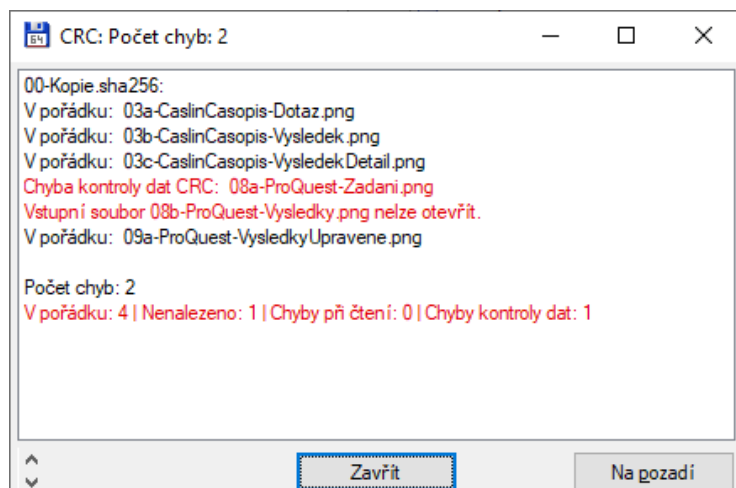 64
CRC: Počet chyb: 2
00-Kopie.sha256:
V pořádku: 03a-CaslinCasopis-Dotaz.png
V pořádku: 03b-CaslinCasopis-Vysledek.png
V pořádku: 03c-CaslinCasopis-VysledekDetail.png
Chyba kontroly dat CRC: 08a-ProQuest-Zadani.png
Vstupní soubor 08b-ProQuest-Vysledky.png nelze otevřít.
V pořádku: 09a-ProQuest-VysledkyUpravene.png
Počet chyb: 2
V pořádku: 4 | Nenalezeno: 1 | Chyby při čtení: 0 | Chyby kontroly dat: 1
Zavřít
Na pozadí